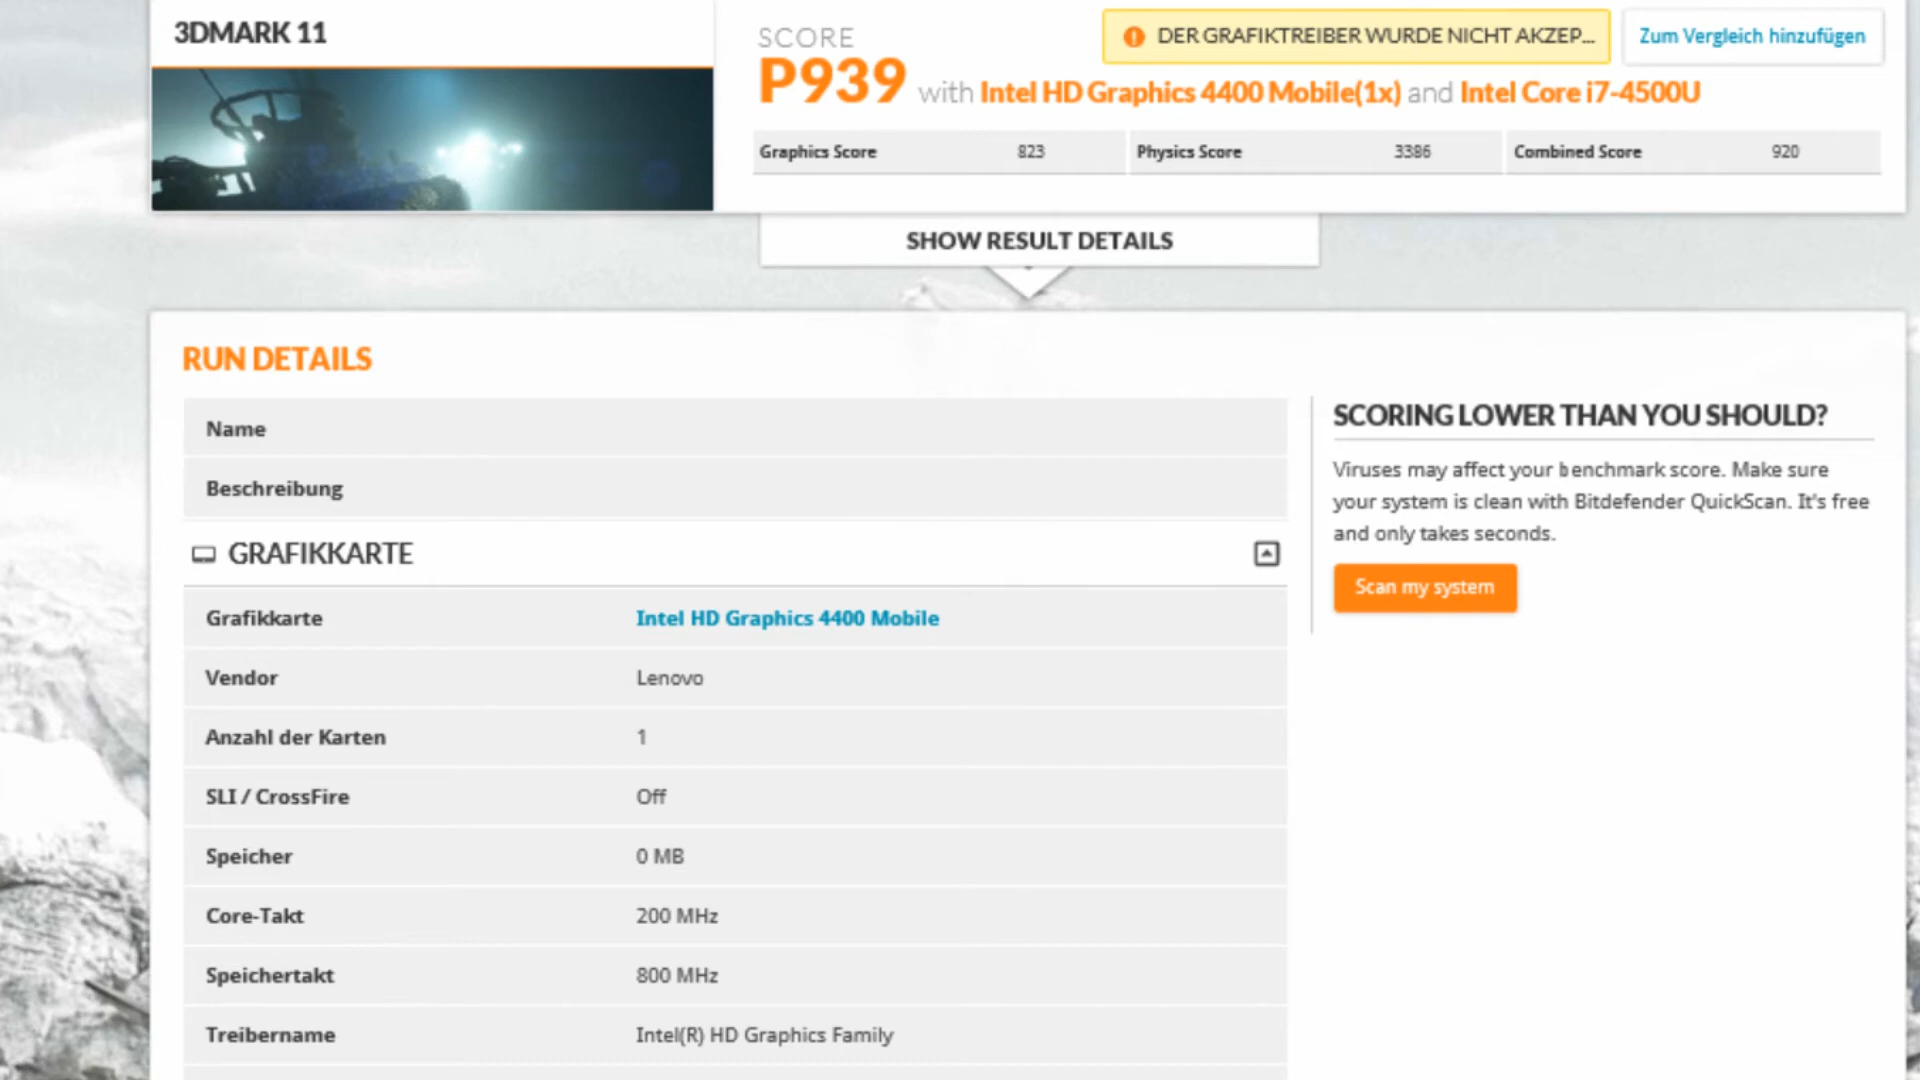 3DMARK 11
SCORE
DER GRAFIKTREIBER WURDE NICHT AKZEP...
Zum Vergleich hinzufügen
P939 with Intel HD Graphics 4400 Mobile(1x) and Intel Core i7-4500U
Graphics Score 823 Physics Score 3386 Combined Score 920
SHOW RESULT DETAILS
RUN DETAILS
Name
Beschreibung
GRAFIKKARTE
Grafikkarte Intel HD Graphics 4400 Mobile
Vendor Lenovo
Anzahl der Karten 1
SLI / CrossFire Off
Speicher 0 MB
Core-Takt 200 MHz
Speichertakt 800 MHz
Treibername Intel(R) HD Graphics Family
SCORING LOWER THAN YOU SHOULD?
Viruses may affect your benchmark score. Make sure
your system is clean with Bitdefender QuickScan. It's free
and only takes seconds.
Scan my system